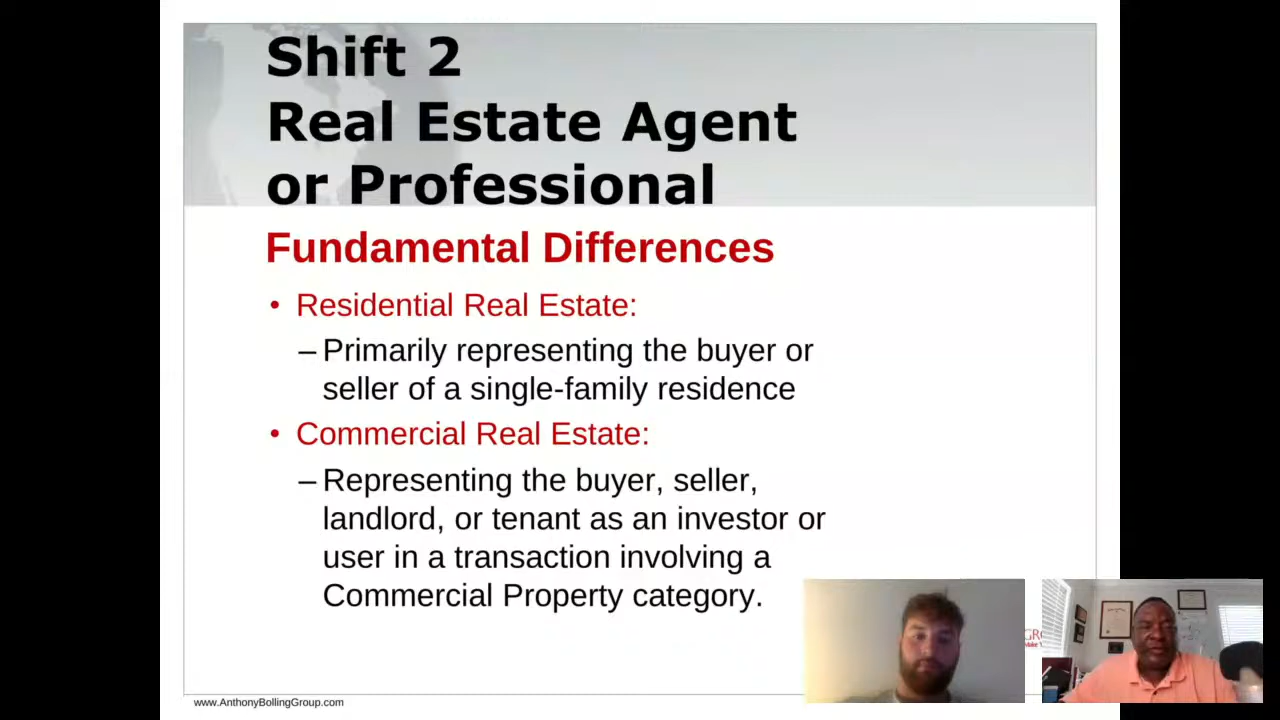 Shift 2
Real Estate Agent
or Professional
Fundamental Differences
• Residential Real Estate:
– Primarily representing the buyer or
seller of a single-family residence
• Commercial Real Estate:
– Representing the buyer, seller,
landlord, or tenant as an investor or
user in a transaction involving a
Commercial Property category.
www.AnthonyBollingGroup.com